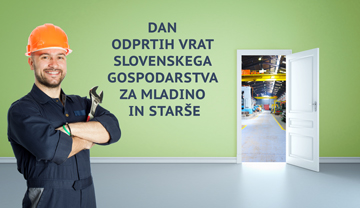 DAN
ODPRTIH VRAT
SLOVENSKEGA
GOSPODARSTVA
ZA MLADINO
IN STARŠE